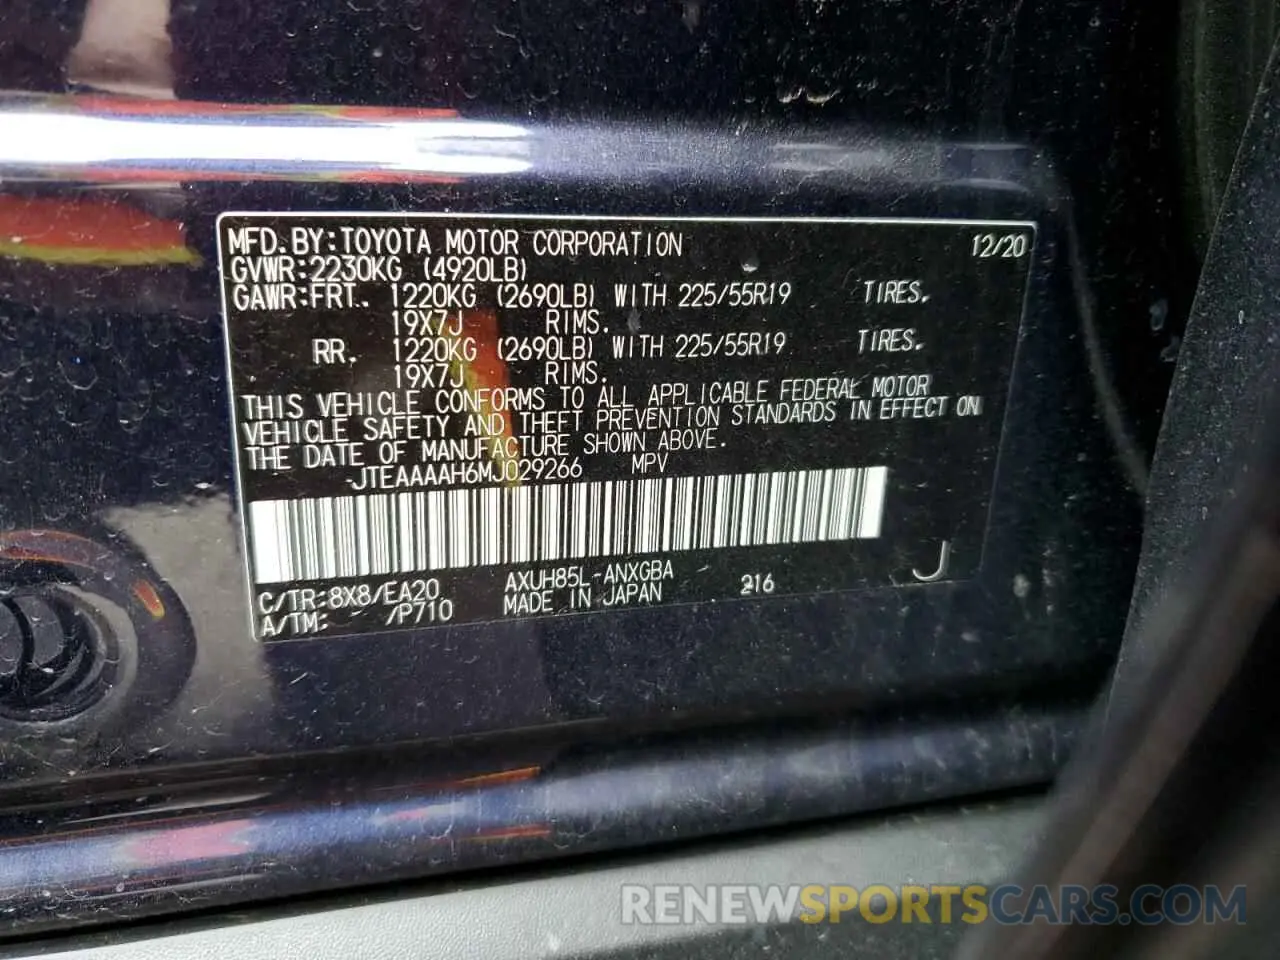 MFD.BY:TOYOTA MOTOR CORPORATION 12/20
GVWR:2230KG (4920LB)
GAWR:FRT. 1220KG (2690LB) WITH 225/55R19 TIRES.
19X7J RIMS.
RR. 1220KG (2690LB) WITH 225/55R19 TIRES.
19X7J RIMS.
THIS VEHICLE CONFORMS TO ALL APPLICABLE FEDERAL MOTOR
VEHICLE SAFETY AND THEFT PREVENTION STANDARDS IN EFFECT ON
THE DATE OF MANUFACTURE SHOWN ABOVE.
JTEAAAAH6MJ029266 MPV
C/TR:8X8/EA20 AXUH85L-ANXGBA 216 J
A/TM: /P710 MADE IN JAPAN
RENEWSPORTSCARS.COM